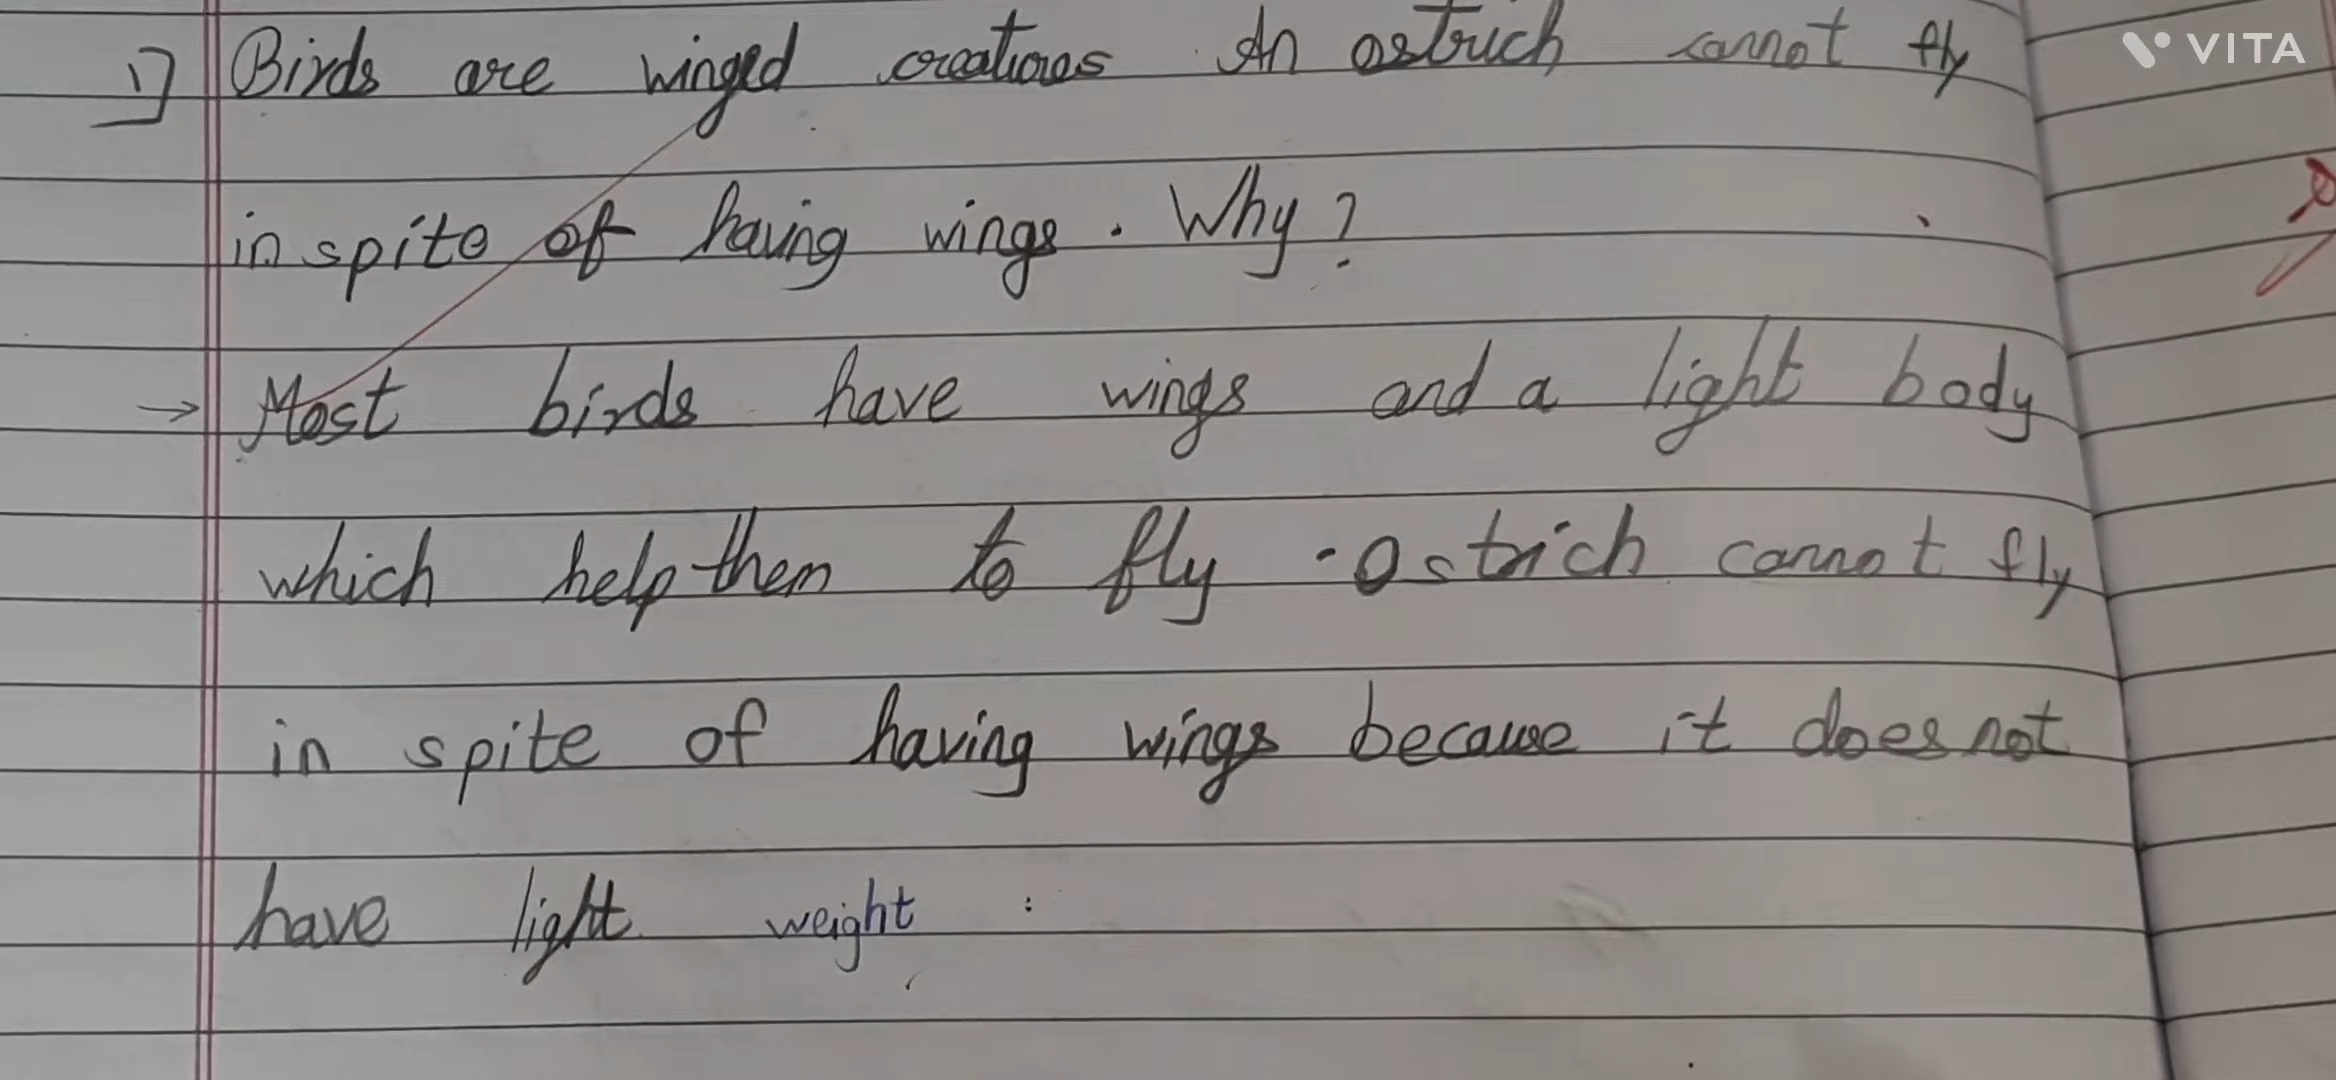 1) Birds are winged creatures An ostrich cannot fly
VITA
in spite of having wings. Why?
→ Most birds have wings and a light body
which help them to fly. Ostrich cannot fly
in spite of having wings because it does not
have light weight :